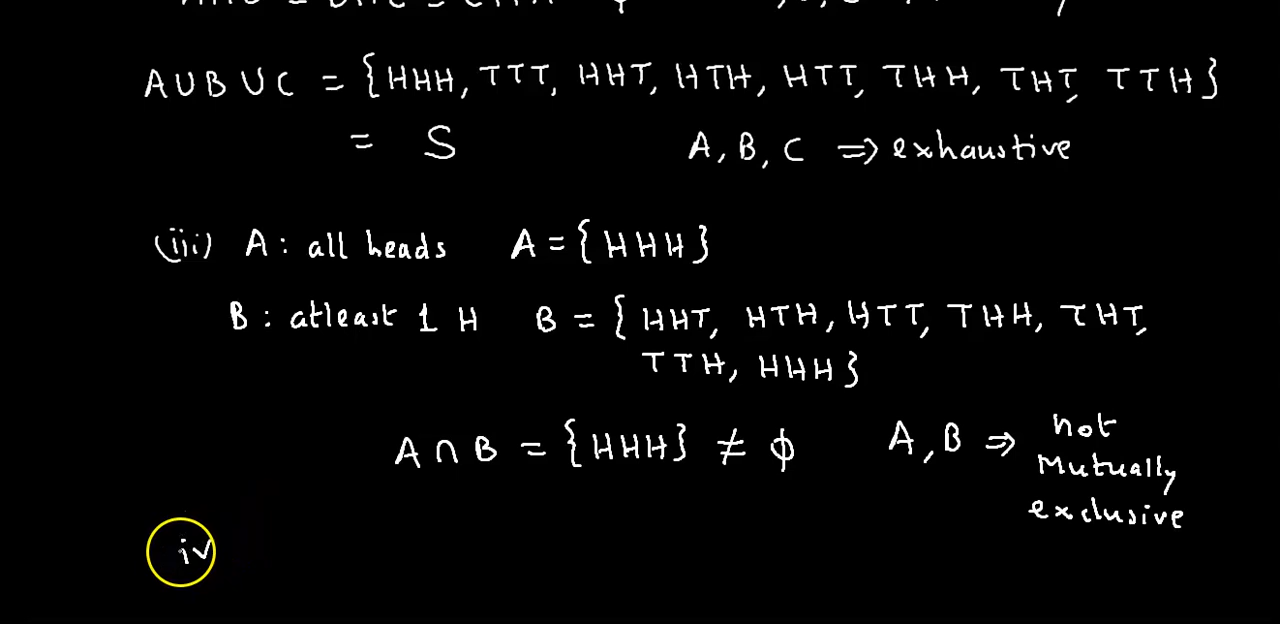 A U B U C = {HHH, TTT, HHT, HTH, HTT, THH, THT, TTH}
= S A, B, C ⇒ exhaustive
(iii) A: all heads A = {HHH}
B: atleast 1 H B = {HHT, HTH, HTT, THH, THT,
TTH, HHH}
A ∩ B = {HHH} ≠ ϕ A, B ⇒ not
Mutually
exclusive
iv